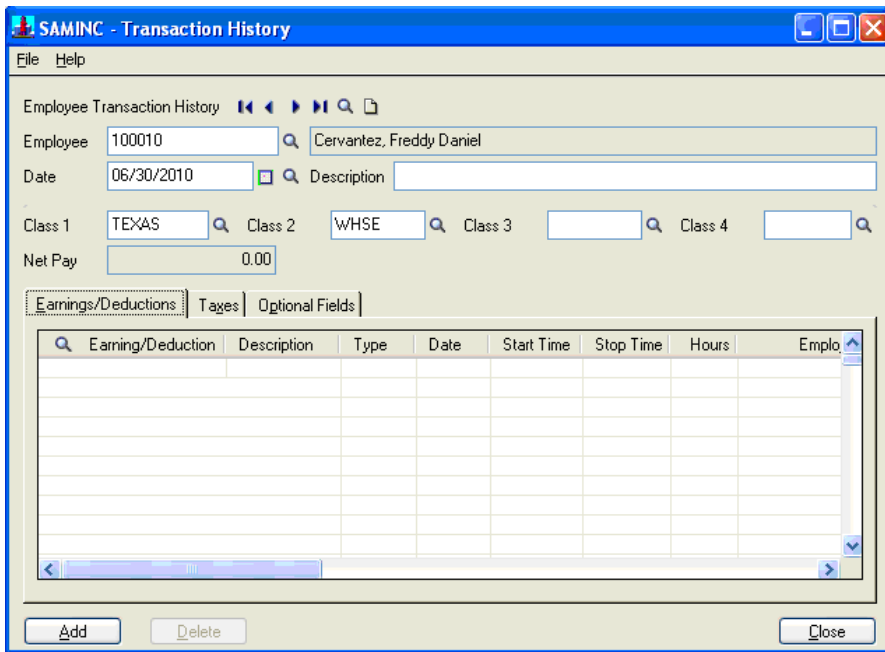 SAMINC - Transaction History
File Help
Employee Transaction History
Employee 100010 Cervantez, Freddy Daniel
Date 06/30/2010 Description
Class 1 TEXAS Class 2 WHSE Class 3 Class 4
Net Pay 0.00
Earnings/Deductions Taxes Optional Fields
Earning/Deduction Description Type Date Start Time Stop Time Hours Emplo
Add Delete Close